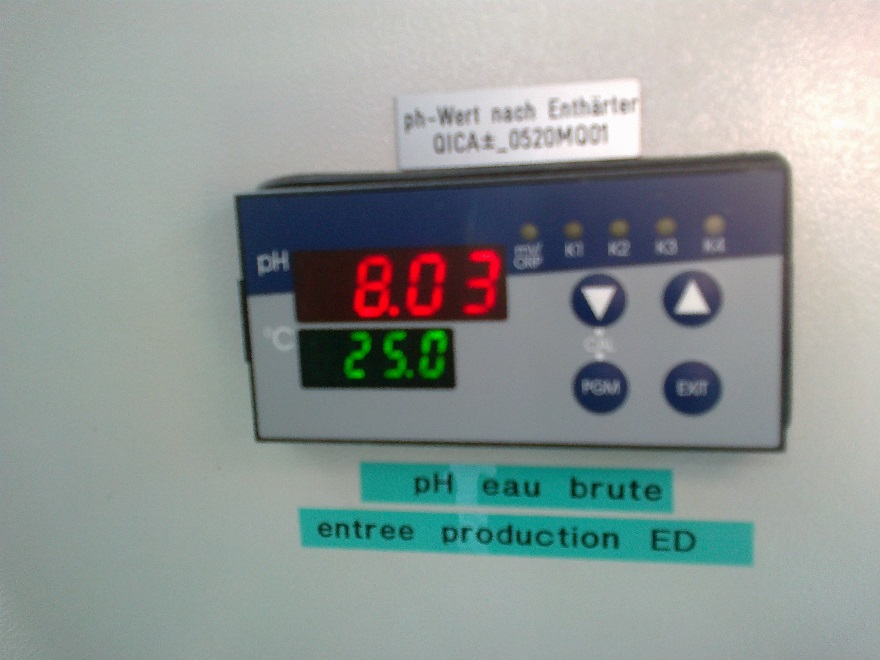 ph-Wert nach Enthärter
QICA±_0520MQ01
pH
8.03
°C
25.0
mV/
ORP
K1
K2
K3
K4
CAL
PGM
EXIT
pH eau brute
entree production ED